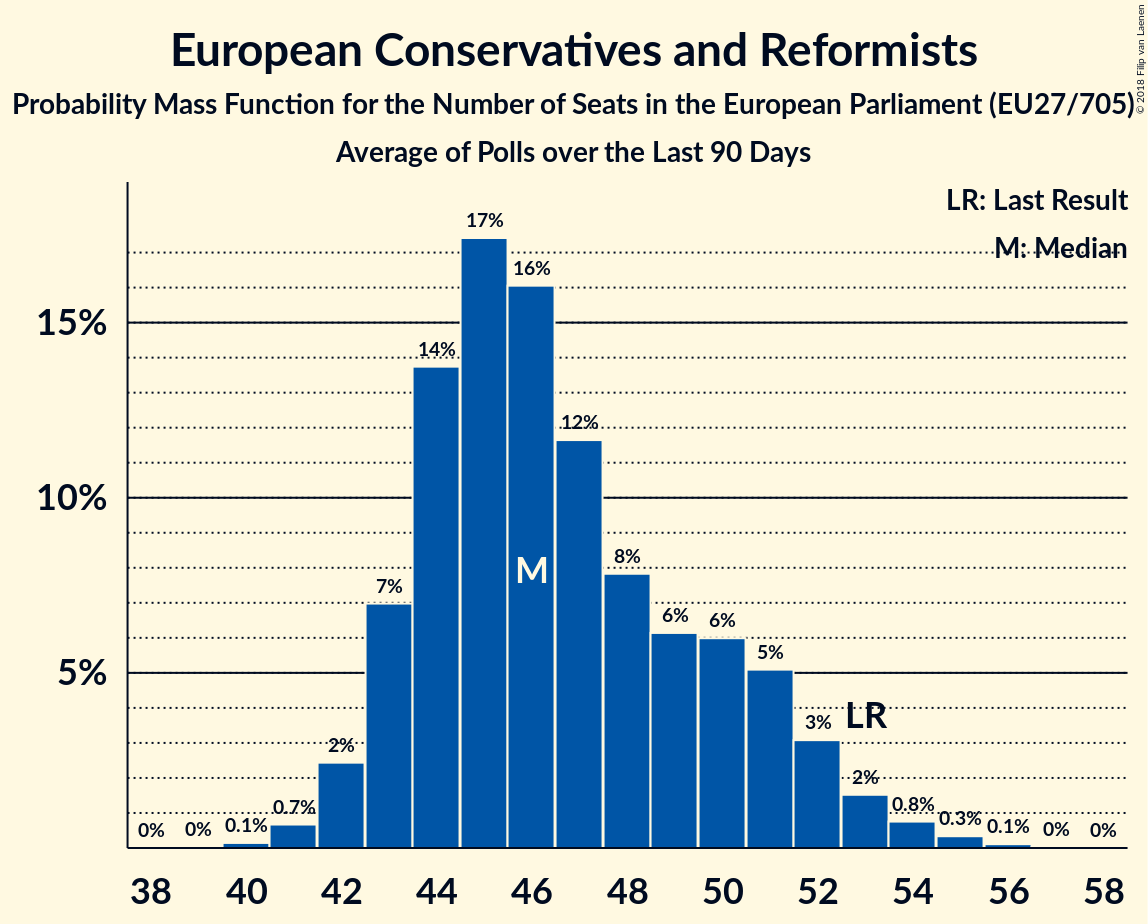 European Conservatives and Reformists
Probability Mass Function for the Number of Seats in the European Parliament (EU27/705)
Average of Polls over the Last 90 Days
© 2018 Filip van Laenen
LR: Last Result
M: Median
15%
10%
5%
0%
0%
0.1%
0.7%
2%
7%
14%
17%
16%
12%
8%
6%
6%
5%
3%
2%
0.8%
0.3%
0.1%
0%
0%
M
LR
38 40 42 44 46 48 50 52 54 56 58